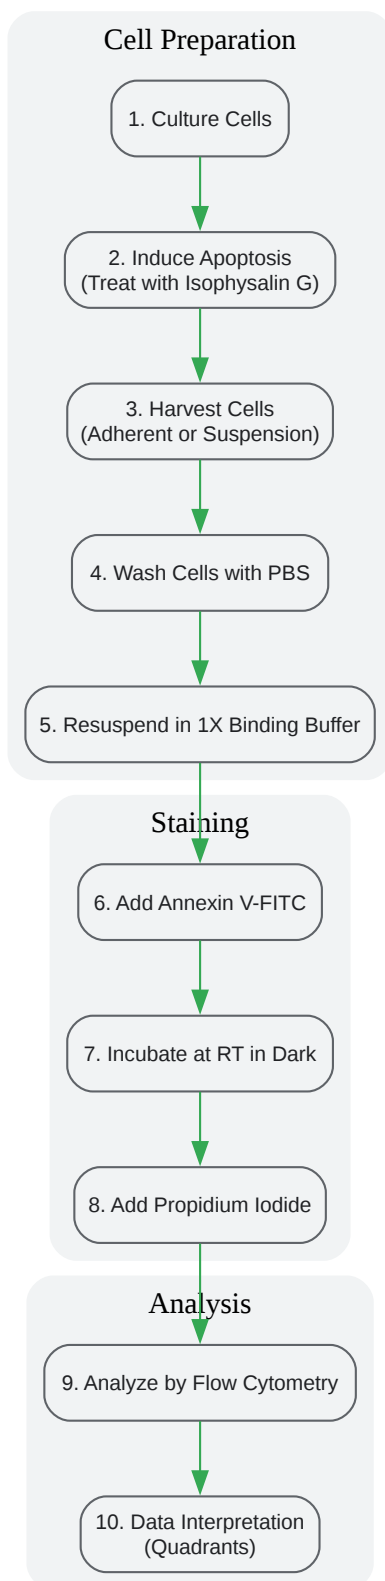 Cell Preparation
1. Culture Cells
2. Induce Apoptosis
(Treat with Isophysalin G)
3. Harvest Cells
(Adherent or Suspension)
4. Wash Cells with PBS
5. Resuspend in 1X Binding Buffer
Staining
6. Add Annexin V-FITC
7. Incubate at RT in Dark
8. Add Propidium Iodide
Analysis
9. Analyze by Flow Cytometry
10. Data Interpretation
(Quadrants)